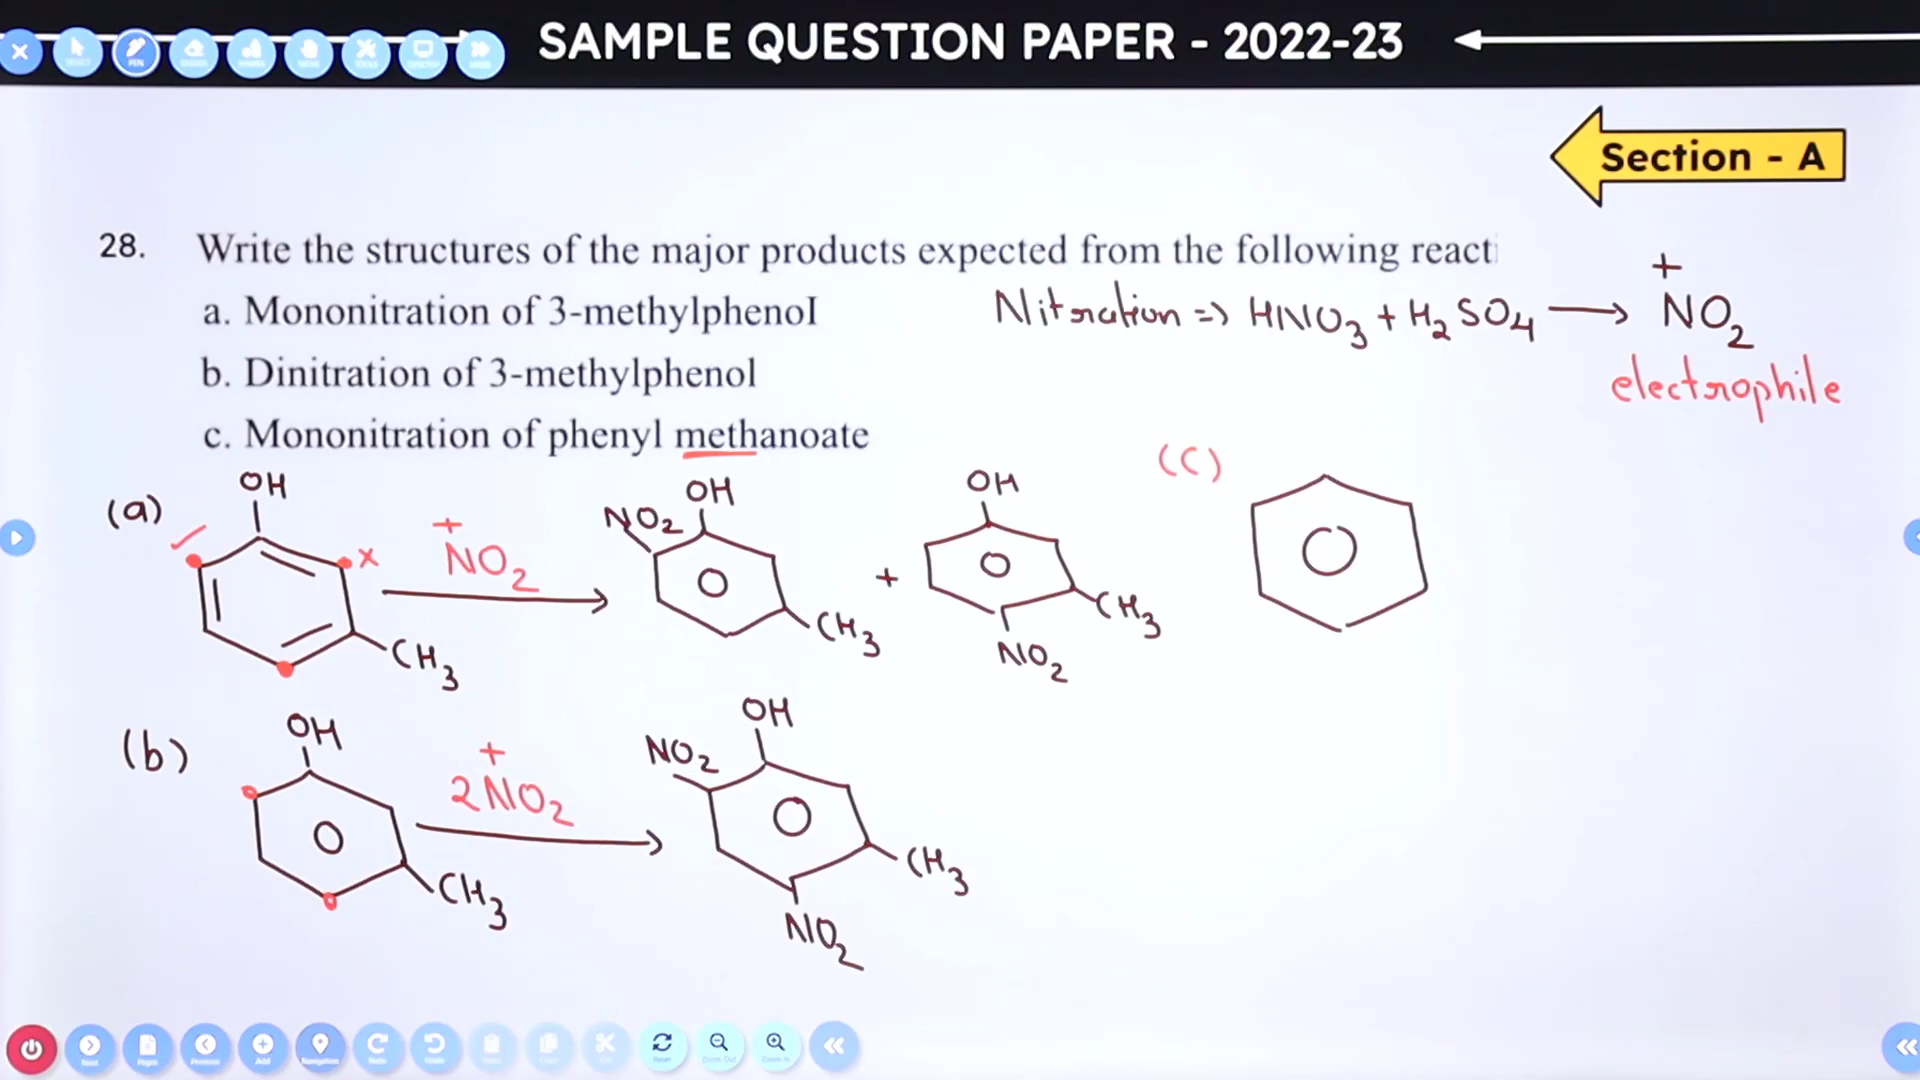 SAMPLE QUESTION PAPER - 2022-23
Section - A
28. Write the structures of the major products expected from the following react
a. Mononitration of 3-methylphenol
b. Dinitration of 3-methylphenol
c. Mononitration of phenyl methanoate
Nitration => HNO3 + H2SO4 ⟶ +NO2
electrophile
(a) OH
CH3
x
+NO2
NO2 OH
CH3
+
OH
CH3
NO2
(C)
(b) OH
CH3
2+NO2
NO2 OH
CH3
NO2